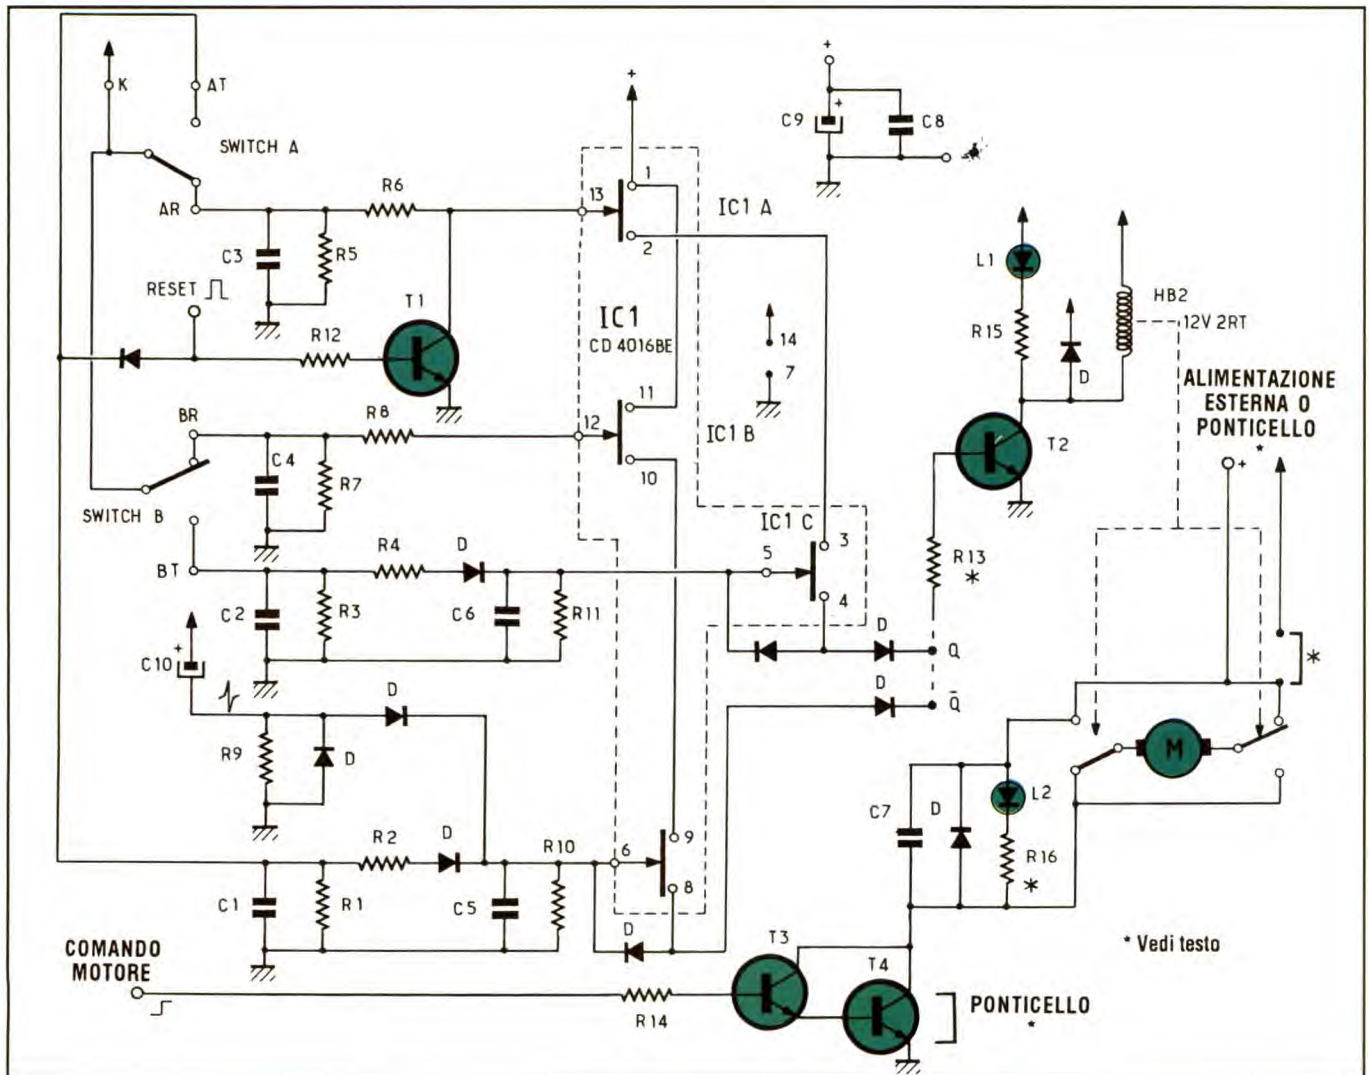 K
AT
SWITCH A
AR
R6
C3
R5
RESET
R12
T1
BR
R8
C4
R7
SWITCH B
BT
R4
D
C2
R3
C6
R11
C10
+
R9
D
D
R2
D
C1
R1
C5
R10
COMANDO
MOTORE
R14
+
13
1
2
IC1 A
IC1
CD 4016BE
12
11
10
IC1 B
14
7
IC1 C
5
3
4
D
Q
D
Q̄
6
9
8
D
+
C9
+
C8
L1
R15
D
HB2
12V 2RT
T2
R13
*
ALIMENTAZIONE
ESTERNA O
PONTICELLO
*
+
*
M
C7
D
L2
R16
*
T3
T4
PONTICELLO
*
* Vedi testo